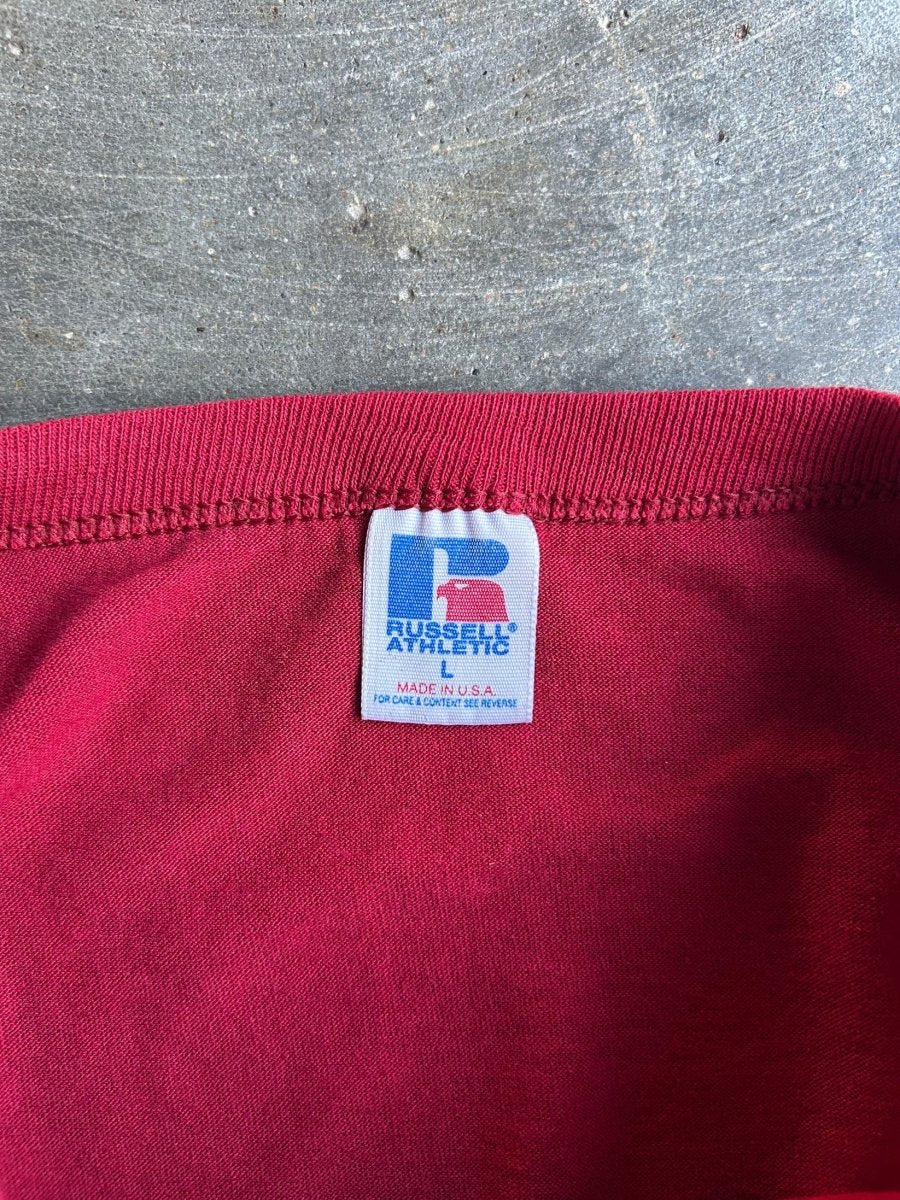 RUSSELL®
ATHLETIC
L
MADE IN U.S.A.
FOR CARE & CONTENT SEE REVERSE